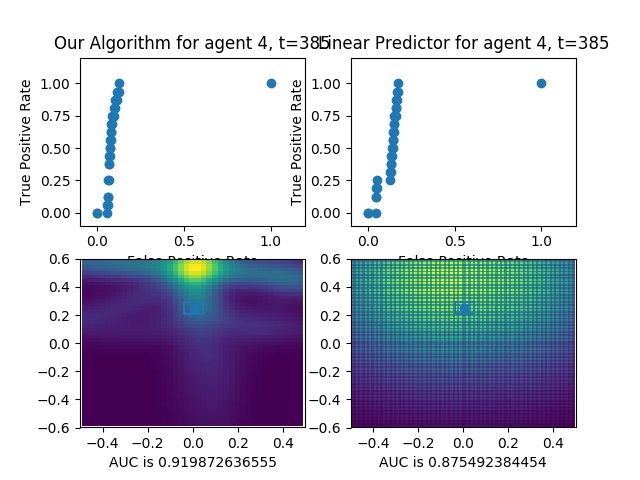 Our Algorithm for agent 4, t=385
Linear Predictor for agent 4, t=385
True Positive Rate
1.00
0.75
0.50
0.25
0.00
0.0 0.5 1.0
False Positive Rate
True Positive Rate
1.00
0.75
0.50
0.25
0.00
0.0 0.5 1.0
False Positive Rate
0.6
0.4
0.2
0.0
−0.2
−0.4
−0.6
−0.4 −0.2 0.0 0.2 0.4
AUC is 0.919872636555
0.6
0.4
0.2
0.0
−0.2
−0.4
−0.6
−0.4 −0.2 0.0 0.2 0.4
AUC is 0.875492384454